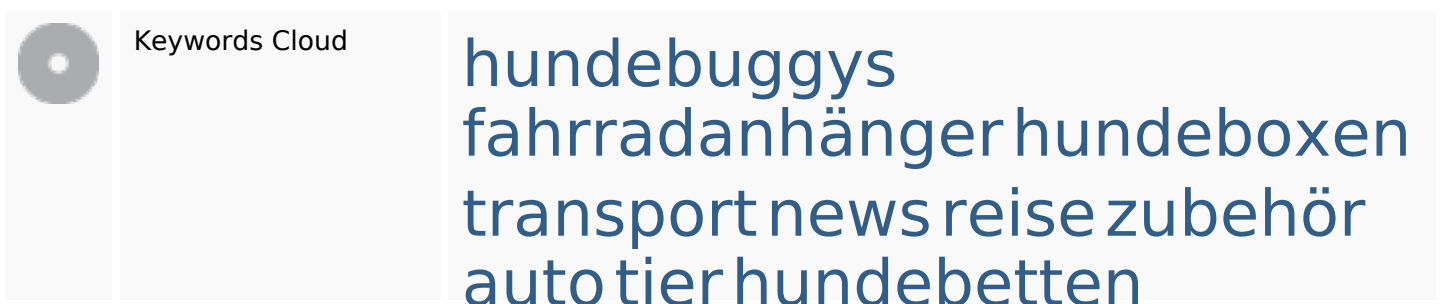 Keywords Cloud
hundebuggys
fahrradanhänger hundeboxen
transport news reise zubehör
auto tier hundebetten